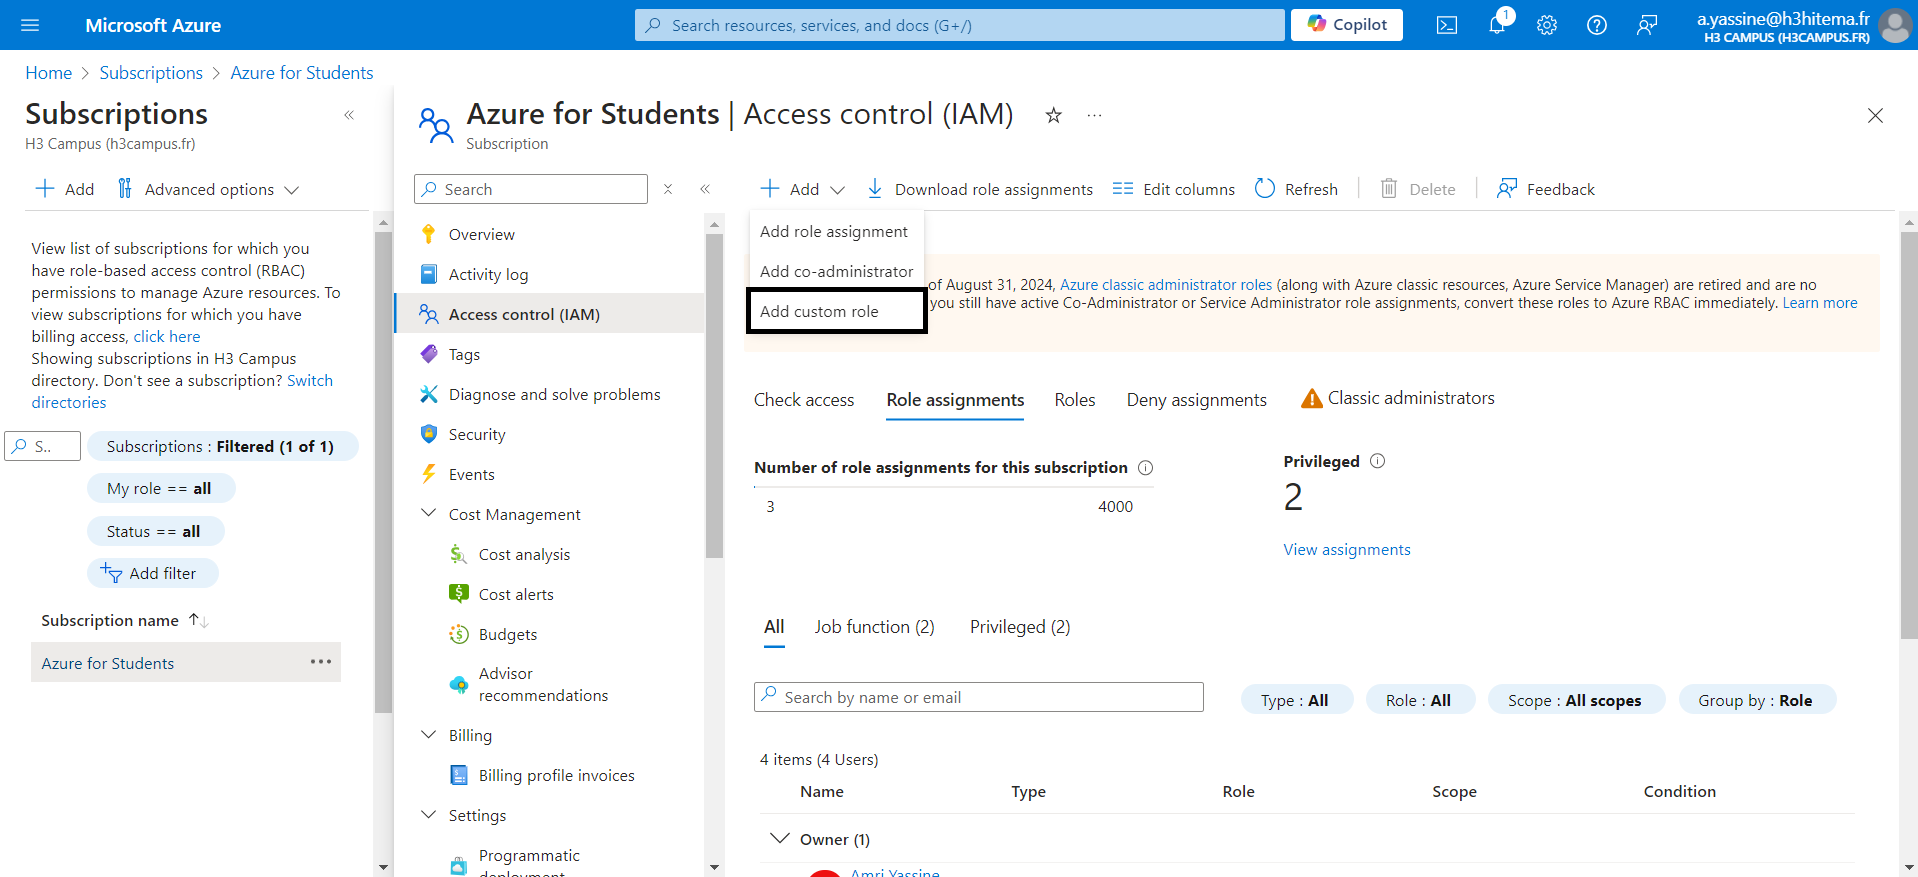 Microsoft Azure
Search resources, services, and docs (G+/)
Copilot
1
a.yassine@h3hitema.fr
H3 CAMPUS (H3CAMPUS.FR)
Home > Subscriptions > Azure for Students
Subscriptions
H3 Campus (h3campus.fr)
Add
Advanced options
View list of subscriptions for which you
have role-based access control (RBAC)
permissions to manage Azure resources. To
view subscriptions for which you have
billing access, click here
Showing subscriptions in H3 Campus
directory. Don't see a subscription? Switch
directories
S..
Subscriptions : Filtered (1 of 1)
My role == all
Status == all
Add filter
Subscription name
Azure for Students
Azure for Students | Access control (IAM)
Subscription
Search
Overview
Activity log
Access control (IAM)
Tags
Diagnose and solve problems
Security
Events
Cost Management
Cost analysis
Cost alerts
Budgets
Advisor
recommendations
Billing
Billing profile invoices
Settings
Programmatic
deployment
Add
Download role assignments
Edit columns
Refresh
Delete
Feedback
Add role assignment
Add co-administrator
Add custom role
of August 31, 2024, Azure classic administrator roles (along with Azure classic resources, Azure Service Manager) are retired and are no
you still have active Co-Administrator or Service Administrator role assignments, convert these roles to Azure RBAC immediately. Learn more
Check access
Role assignments
Roles
Deny assignments
Classic administrators
Number of role assignments for this subscription
3
4000
Privileged
2
View assignments
All
Job function (2)
Privileged (2)
Search by name or email
Type : All
Role : All
Scope : All scopes
Group by : Role
4 items (4 Users)
Name
Type
Role
Scope
Condition
Owner (1)
Amri Yassine